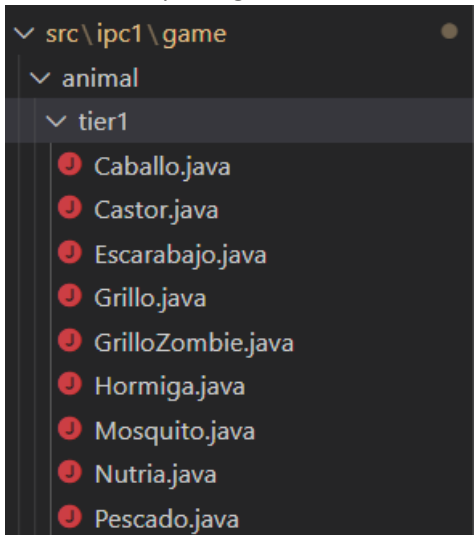 src\ipc1\game
animal
tier1
J Caballo.java
J Castor.java
J Escarabajo.java
J Grillo.java
J GrilloZombie.java
J Hormiga.java
J Mosquito.java
J Nutria.java
J Pescado.java